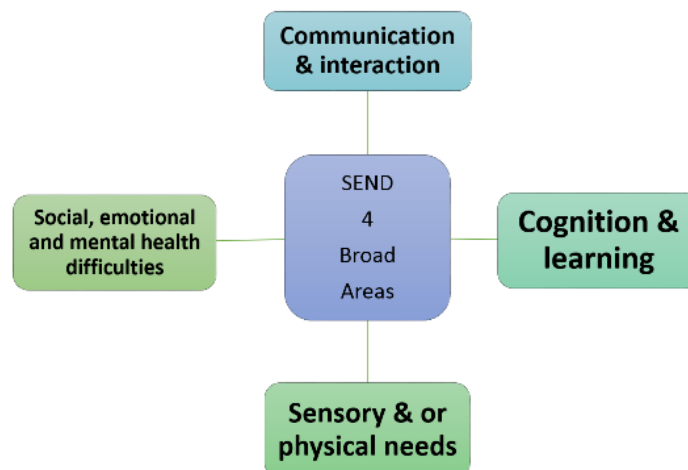 Communication
& interaction
SEND
4
Broad
Areas
Social, emotional
and mental health
difficulties
Cognition &
learning
Sensory & or
physical needs